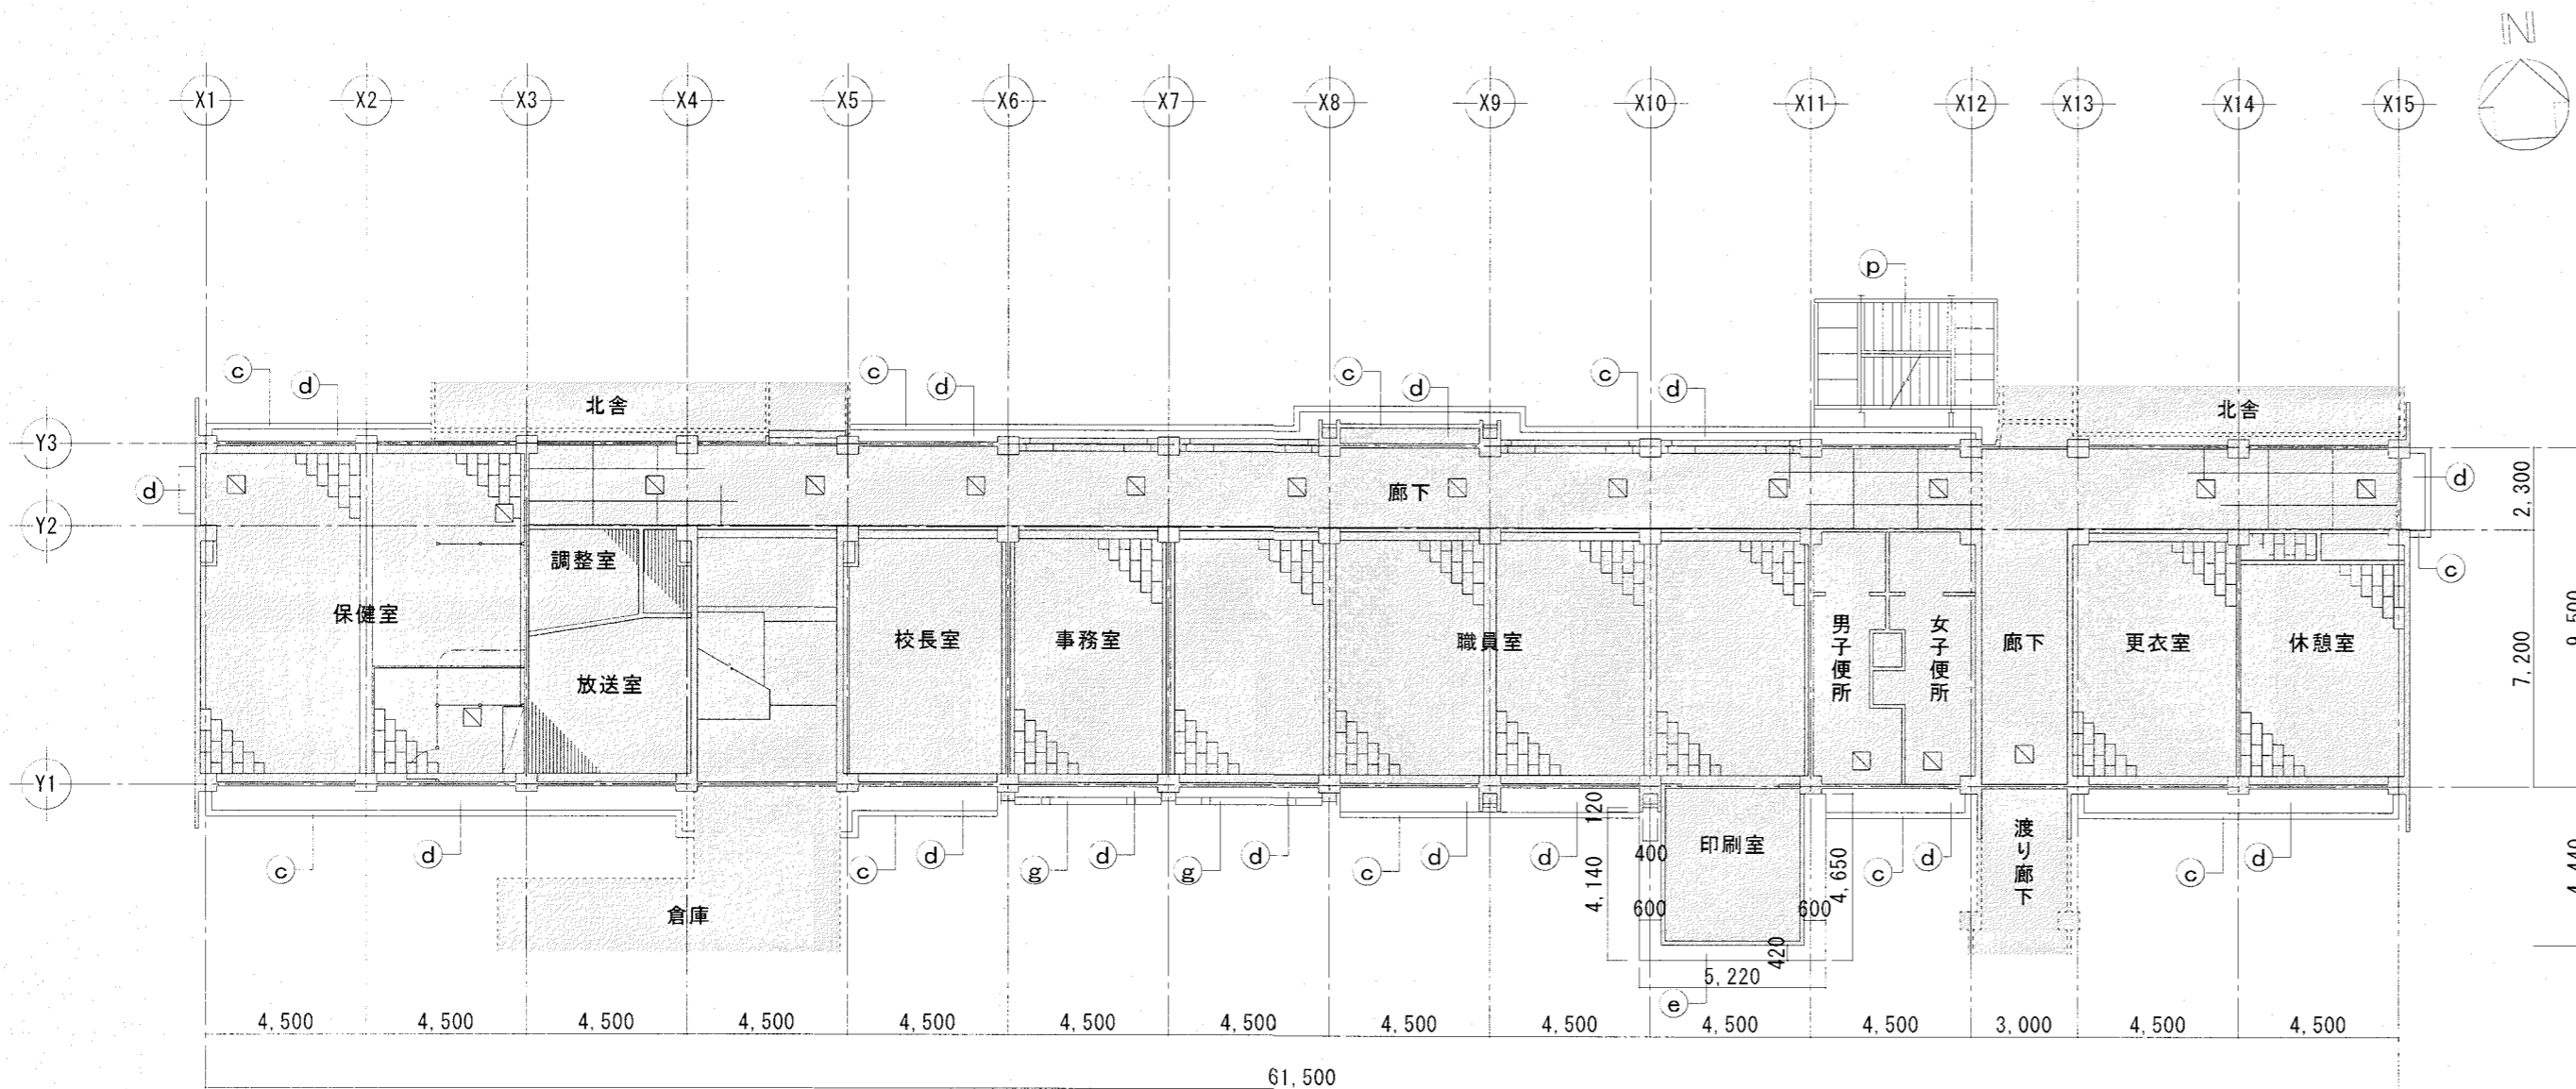 N
X1 X2 X3 X4 X5 X6 X7 X8 X9 X10 X11 X12 X13 X14 X15
p
c d c d c d c d
北舎 北舎
Y3
d 廊下 d 2,300
Y2
c
調整室
保健室 校長室 事務室 職員室 男子便所 女子便所 廊下 更衣室 休憩室 7,200 9,500
放送室
Y1
120
c d c d g d g d c d d 400 印刷室 c d 渡り廊下 c d
4,140 4,650 4,440
倉庫 600 600
420
5,220
e
4,500 4,500 4,500 4,500 4,500 4,500 4,500 4,500 4,500 4,500 4,500 3,000 4,500 4,500
61,500